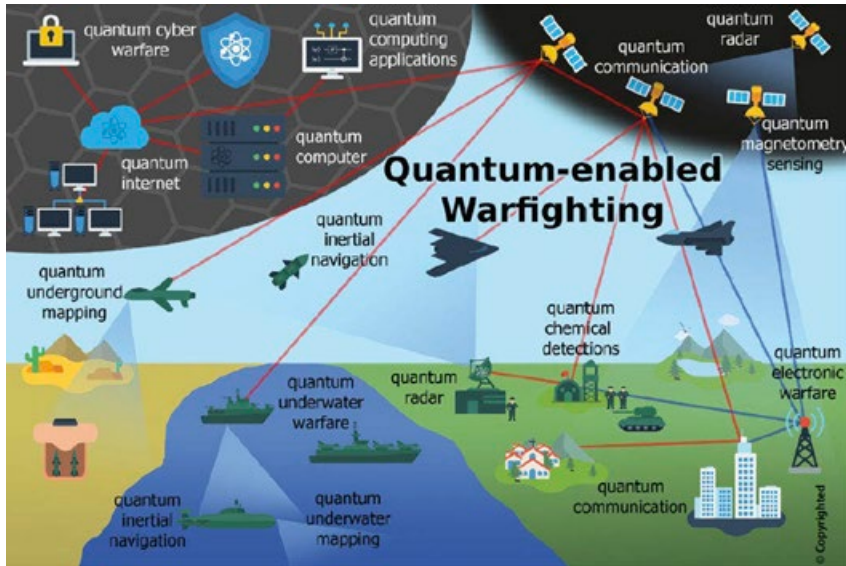 quantum cyber
warfare
quantum
computing
applications
quantum
internet
quantum
computer
quantum
communication
quantum
radar
quantum
magnetometry
sensing
Quantum-enabled
Warfighting
quantum
inertial
navigation
quantum
underground
mapping
quantum
chemical
detections
quantum
radar
quantum
electronic
warfare
quantum
underwater
warfare
quantum
communication
quantum
inertial
navigation
quantum
underwater
mapping
© Copyrighted